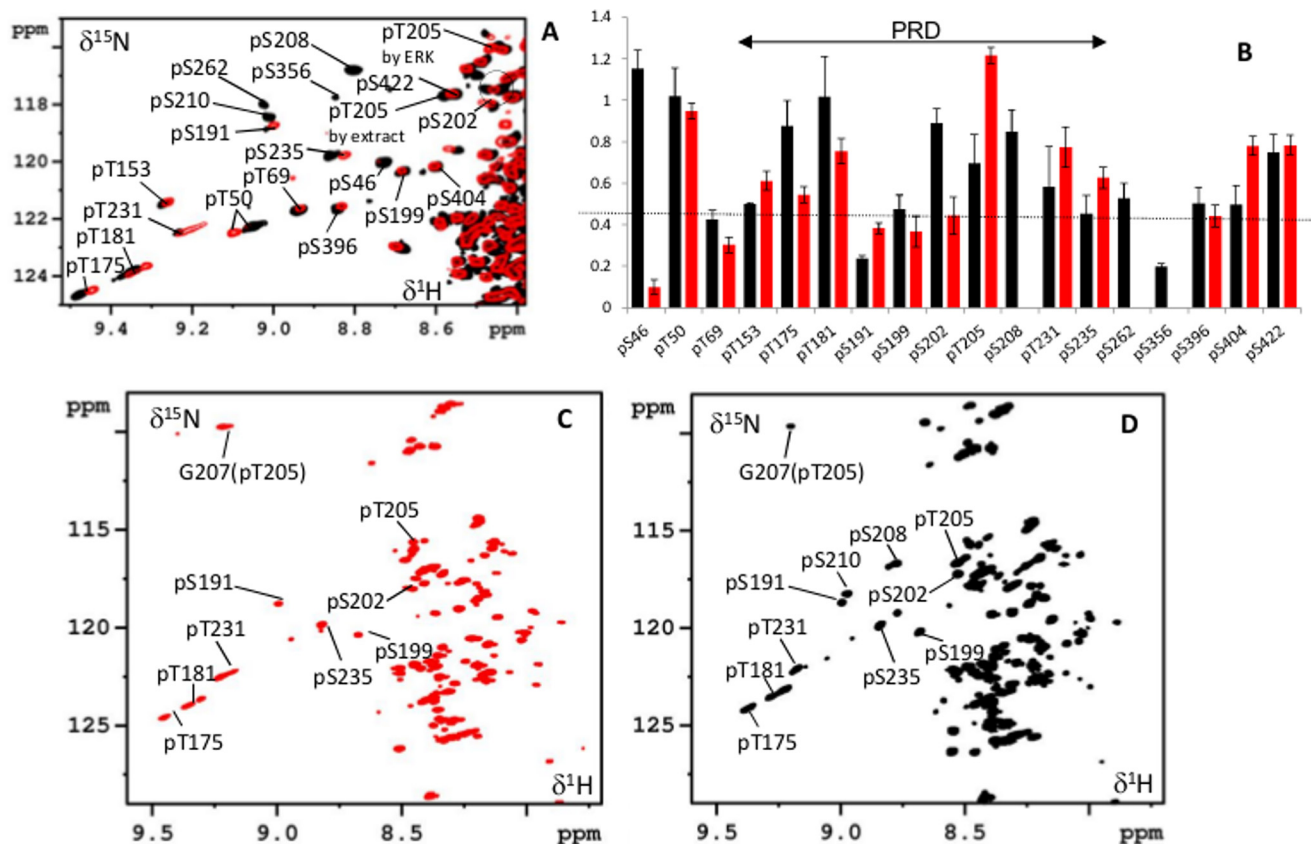 A
ppm
δ15N
pS208
pT205
by ERK
pS262
pS356
pS422
118
pS210
pT205
pS202
pS191
by extract
120
pS235
pT153
pT69
pS46
pS404
122
pT231
pT50
pS199
pT181
pS396
124
pT175
δ1H
9.4 9.2 9.0 8.8 8.6 ppm
B
PRD
1.4
1.2
1
0.8
0.6
0.4
0.2
0
pS46 pT50 pT69 pT153 pT175 pT181 pS191 pS199 pS202 pT205 pS208 pT231 pS235 pS262 pS356 pS396 pS404 pS422
C
ppm
δ15N
G207(pT205)
115
pT205
pS191
pS202
120
pT231
pS199
pT181
pS235
125
pT175
δ1H
9.5 9.0 8.5 ppm
D
ppm
δ15N
G207(pT205)
115
pT205
pS208
pS210
pS191
pS202
120
pT231
pS199
pT181
pS235
125
pT175
δ1H
9.5 9.0 8.5 ppm